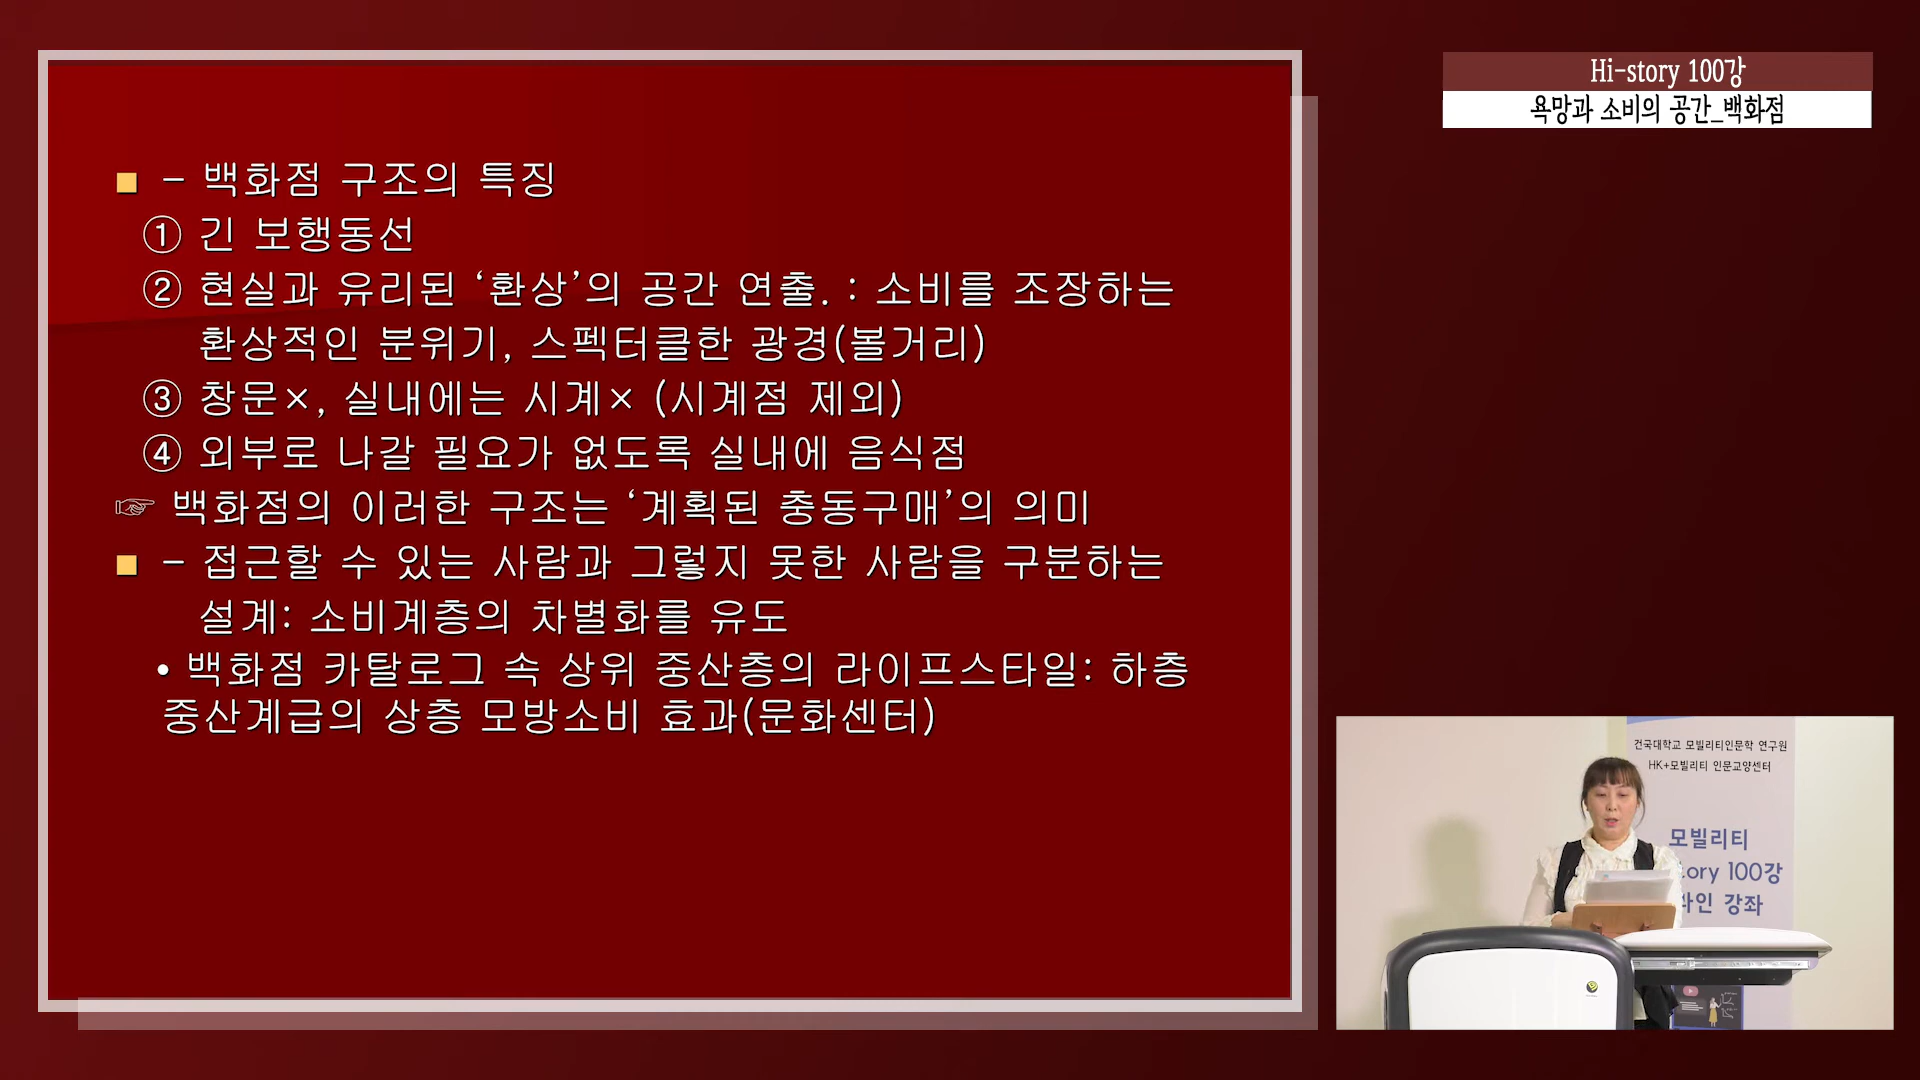 Hi-story 100강
욕망과 소비의 공간_백화점
■ - 백화점 구조의 특징
① 긴 보행동선
② 현실과 유리된 ‘환상’의 공간 연출. : 소비를 조장하는
환상적인 분위기, 스펙터클한 광경(볼거리)
③ 창문×, 실내에는 시계× (시계점 제외)
④ 외부로 나갈 필요가 없도록 실내에 음식점
☞ 백화점의 이러한 구조는 ‘계획된 충동구매’의 의미
■ - 접근할 수 있는 사람과 그렇지 못한 사람을 구분하는
설계: 소비계층의 차별화를 유도
• 백화점 카탈로그 속 상위 중산층의 라이프스타일: 하층
중산계급의 상층 모방소비 효과(문화센터)
건국대학교 모빌리티인문학 연구원
HK+모빌리티 인문교양센터
모빌리티
tory 100강
라인 강좌